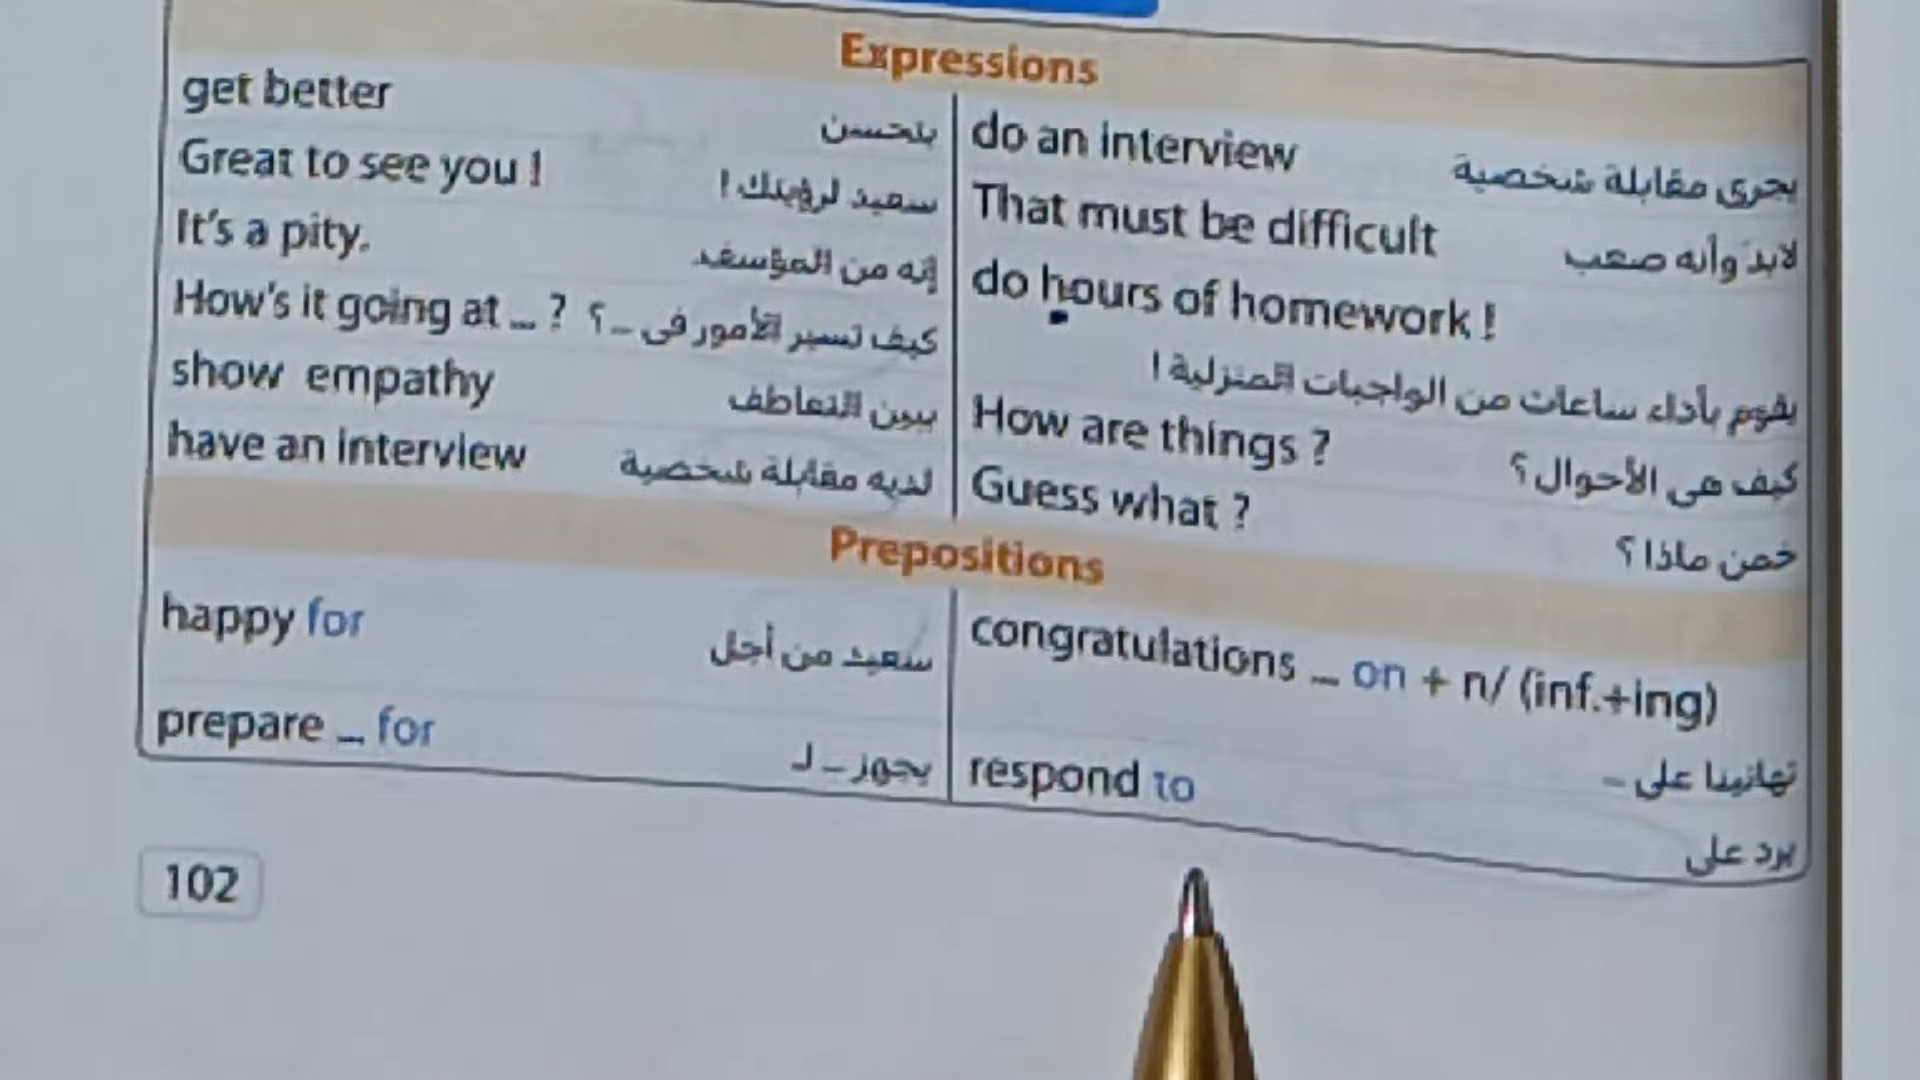 Expressions
get better يتحسن
Great to see you ! سعيد لرؤيتك !
It's a pity. إنه من المؤسف
How's it going at ... ? كيف تسير الأمور فى ... ؟
show empathy يبين التعاطف
have an interview لديه مقابلة شخصية
do an interview يجرى مقابلة شخصية
That must be difficult لابد وأنه صعب
do hours of homework !
يقوم بأداء ساعات من الواجبات المنزلية !
How are things ? كيف هى الأحوال ؟
Guess what ? خمن ماذا ؟
Prepositions
happy for سعيد من أجل
prepare ... for يجهز ... لـ
congratulations ... on + n/ (inf.+ing)
تهانينا على ...
respond to يرد على
102